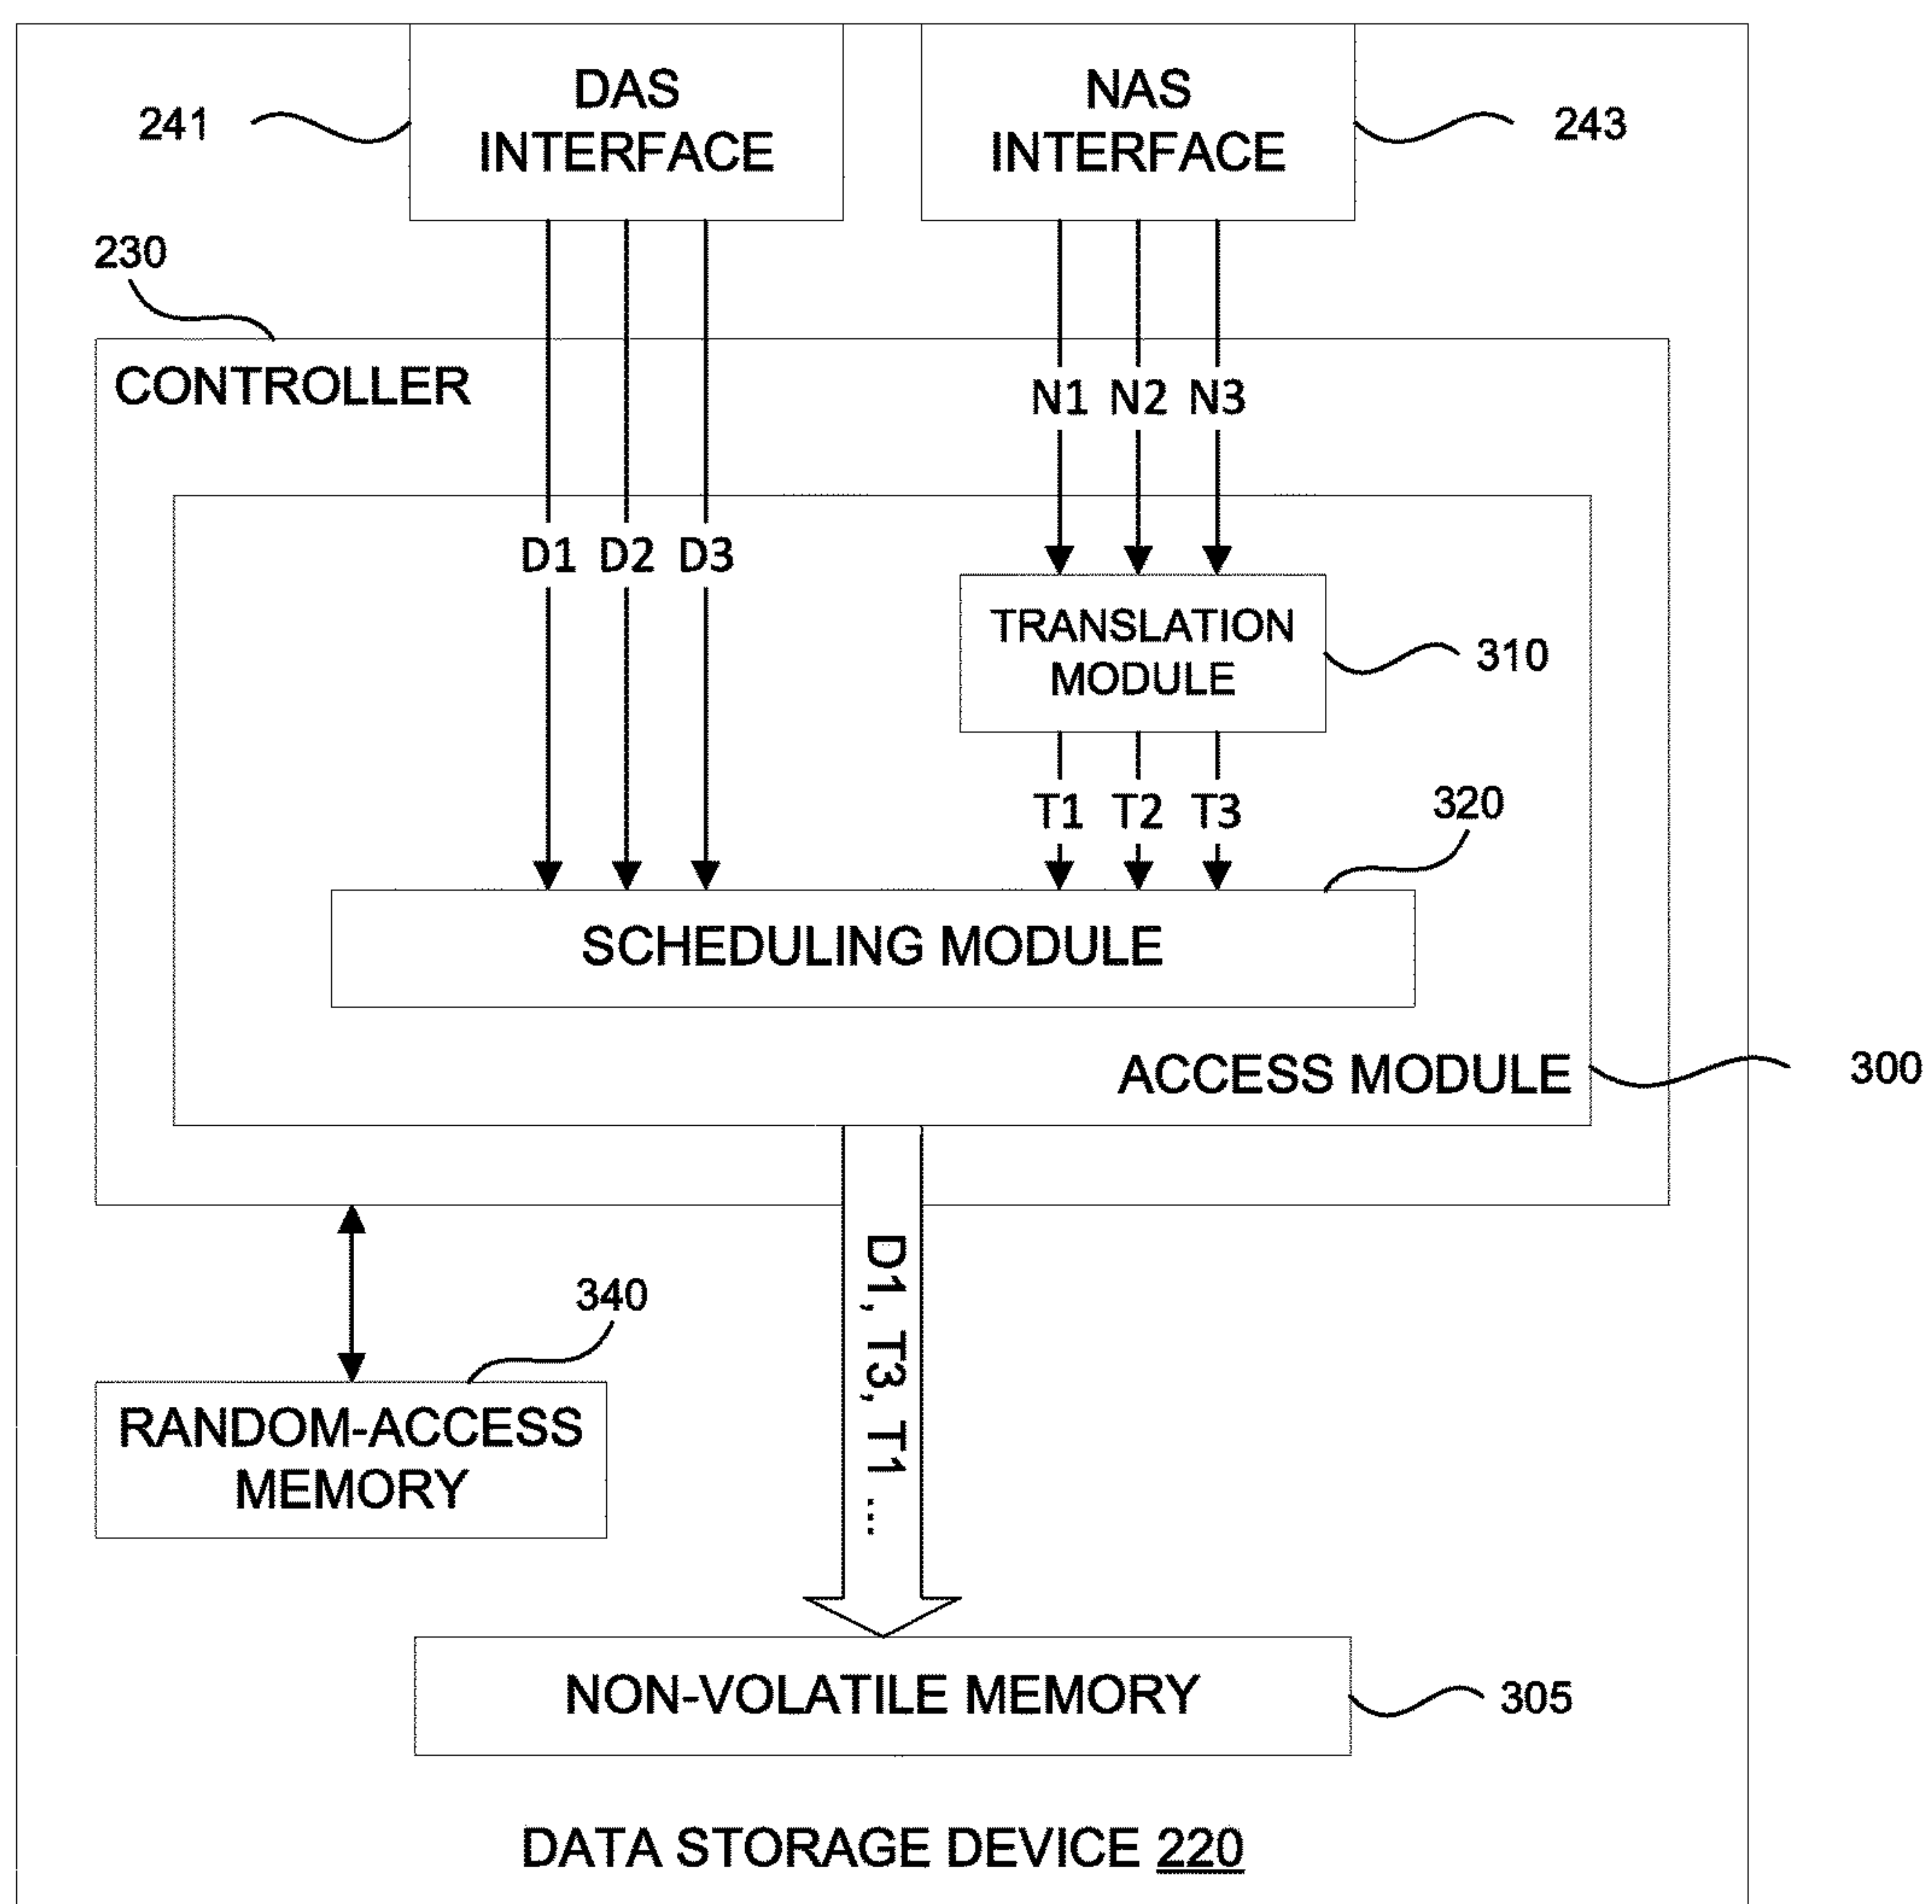 DAS
INTERFACE
NAS
INTERFACE
241
243
230
CONTROLLER
N1 N2 N3
D1 D2 D3
TRANSLATION
MODULE
310
T1 T2 T3
320
SCHEDULING MODULE
ACCESS MODULE
300
D1, T3, T1 ...
340
RANDOM-ACCESS
MEMORY
NON-VOLATILE MEMORY
305
DATA STORAGE DEVICE 220